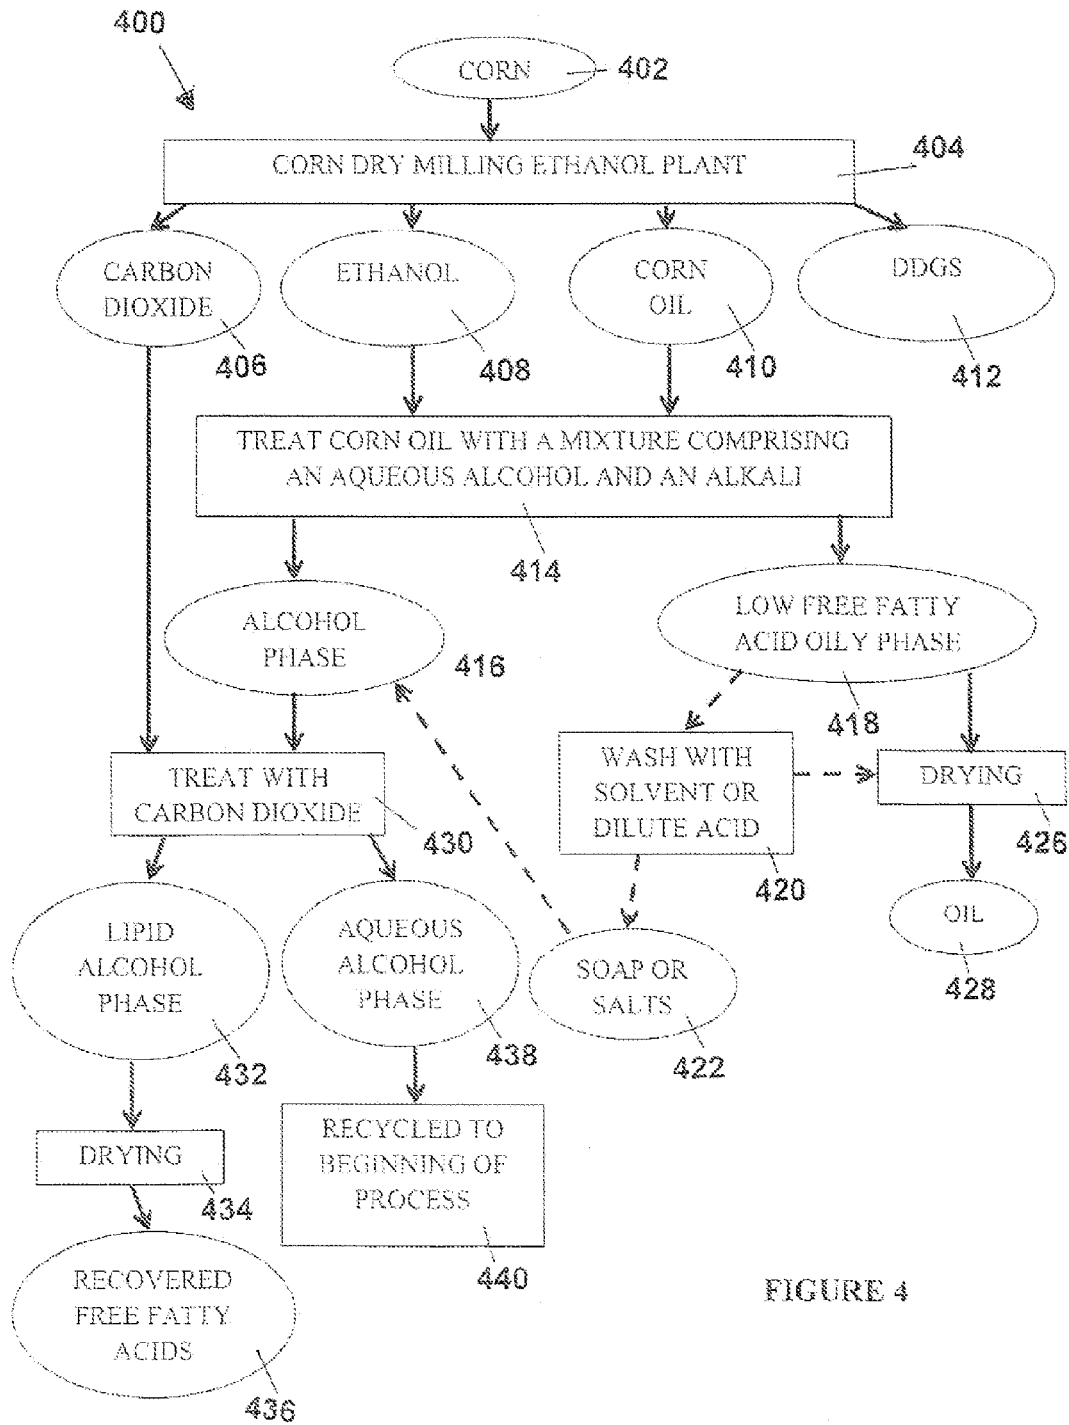 400
CORN
402
CORN DRY MILLING ETHANOL PLANT
404
CARBON
DIOXIDE
406
ETHANOL
408
CORN
OIL
410
DDGS
412
TREAT CORN OIL WITH A MIXTURE COMPRISING
AN AQUEOUS ALCOHOL AND AN ALKALI
414
ALCOHOL
PHASE
416
LOW FREE FATTY
ACID OILY PHASE
418
TREAT WITH
CARBON DIOXIDE
430
WASH WITH
SOLVENT OR
DILUTE ACID
420
DRYING
426
LIPID
ALCOHOL
PHASE
432
AQUEOUS
ALCOHOL
PHASE
438
SOAP OR
SALTS
422
OIL
428
DRYING
434
RECYCLED TO
BEGINNING OF
PROCESS
440
RECOVERED
FREE FATTY
ACIDS
436
FIGURE 4